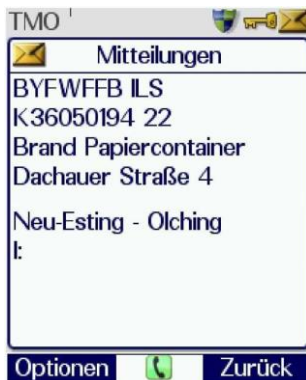 TMO
Mitteilungen
BYFWFFB ILS
K36050194 22
Brand Papiercontainer
Dachauer Straße 4
Neu-Esting - Olching
I:
Optionen Zurück